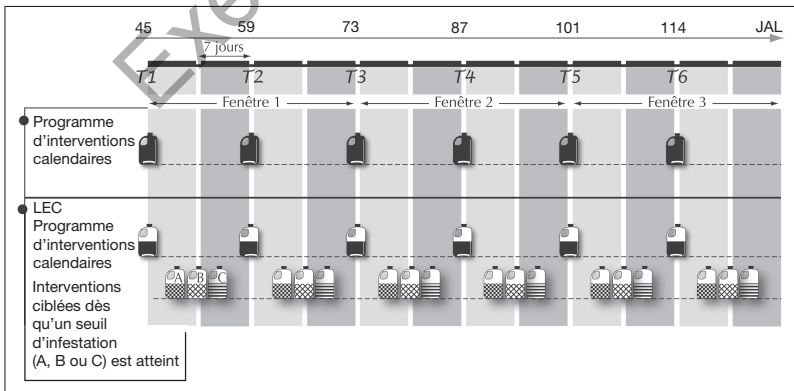 Exe
45 59 73 87 101 114 JAL
7 jours
T1 T2 T3 T4 T5 T6
Fenêtre 1 Fenêtre 2 Fenêtre 3
Programme
d'interventions
calendaires
LEC
Programme
d'interventions
calendaires
A B C
Interventions
ciblées dès
qu'un seuil
d'infestation
(A, B ou C) est atteint